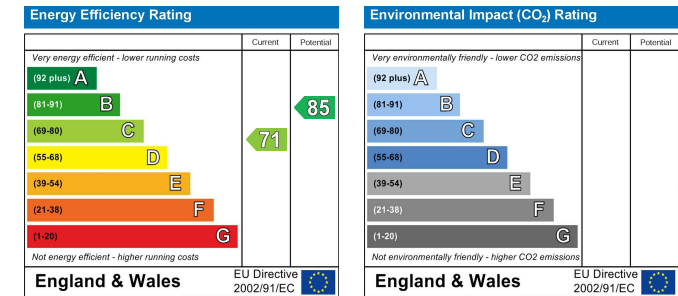 Energy Efficiency Rating
Current Potential
Very energy efficient - lower running costs
(92 plus) A
(81-91) B
(69-80) C
(55-68) D
(39-54) E
(21-38) F
(1-20) G
71
85
Not energy efficient - higher running costs
England & Wales
EU Directive
2002/91/EC
Environmental Impact (CO₂) Rating
Current Potential
Very environmentally friendly - lower CO2 emissions
(92 plus) A
(81-91) B
(69-80) C
(55-68) D
(39-54) E
(21-38) F
(1-20) G
Not environmentally friendly - higher CO2 emissions
England & Wales
EU Directive
2002/91/EC